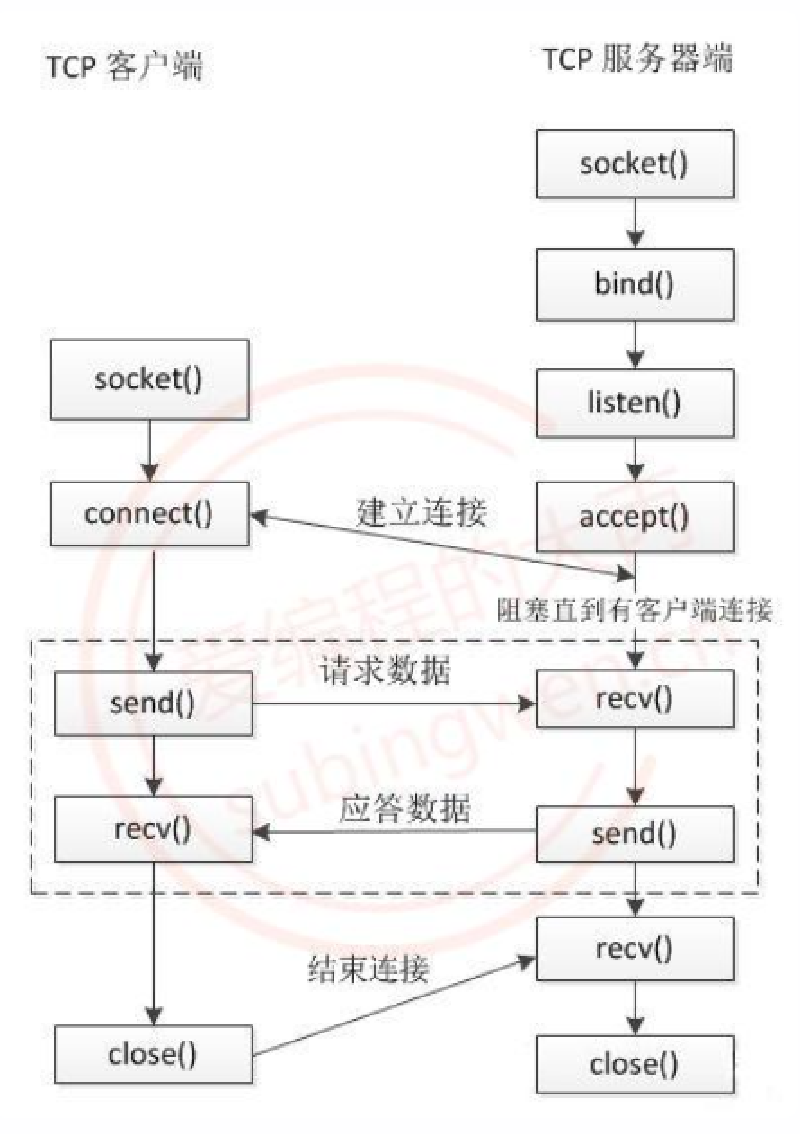 TCP 客户端
TCP 服务器端
socket()
bind()
socket()
listen()
connect()
建立连接
accept()
阻塞直到有客户端连接
send()
请求数据
recv()
recv()
应答数据
send()
recv()
结束连接
close()
close()
爱编程的大丙
subingwen.cn